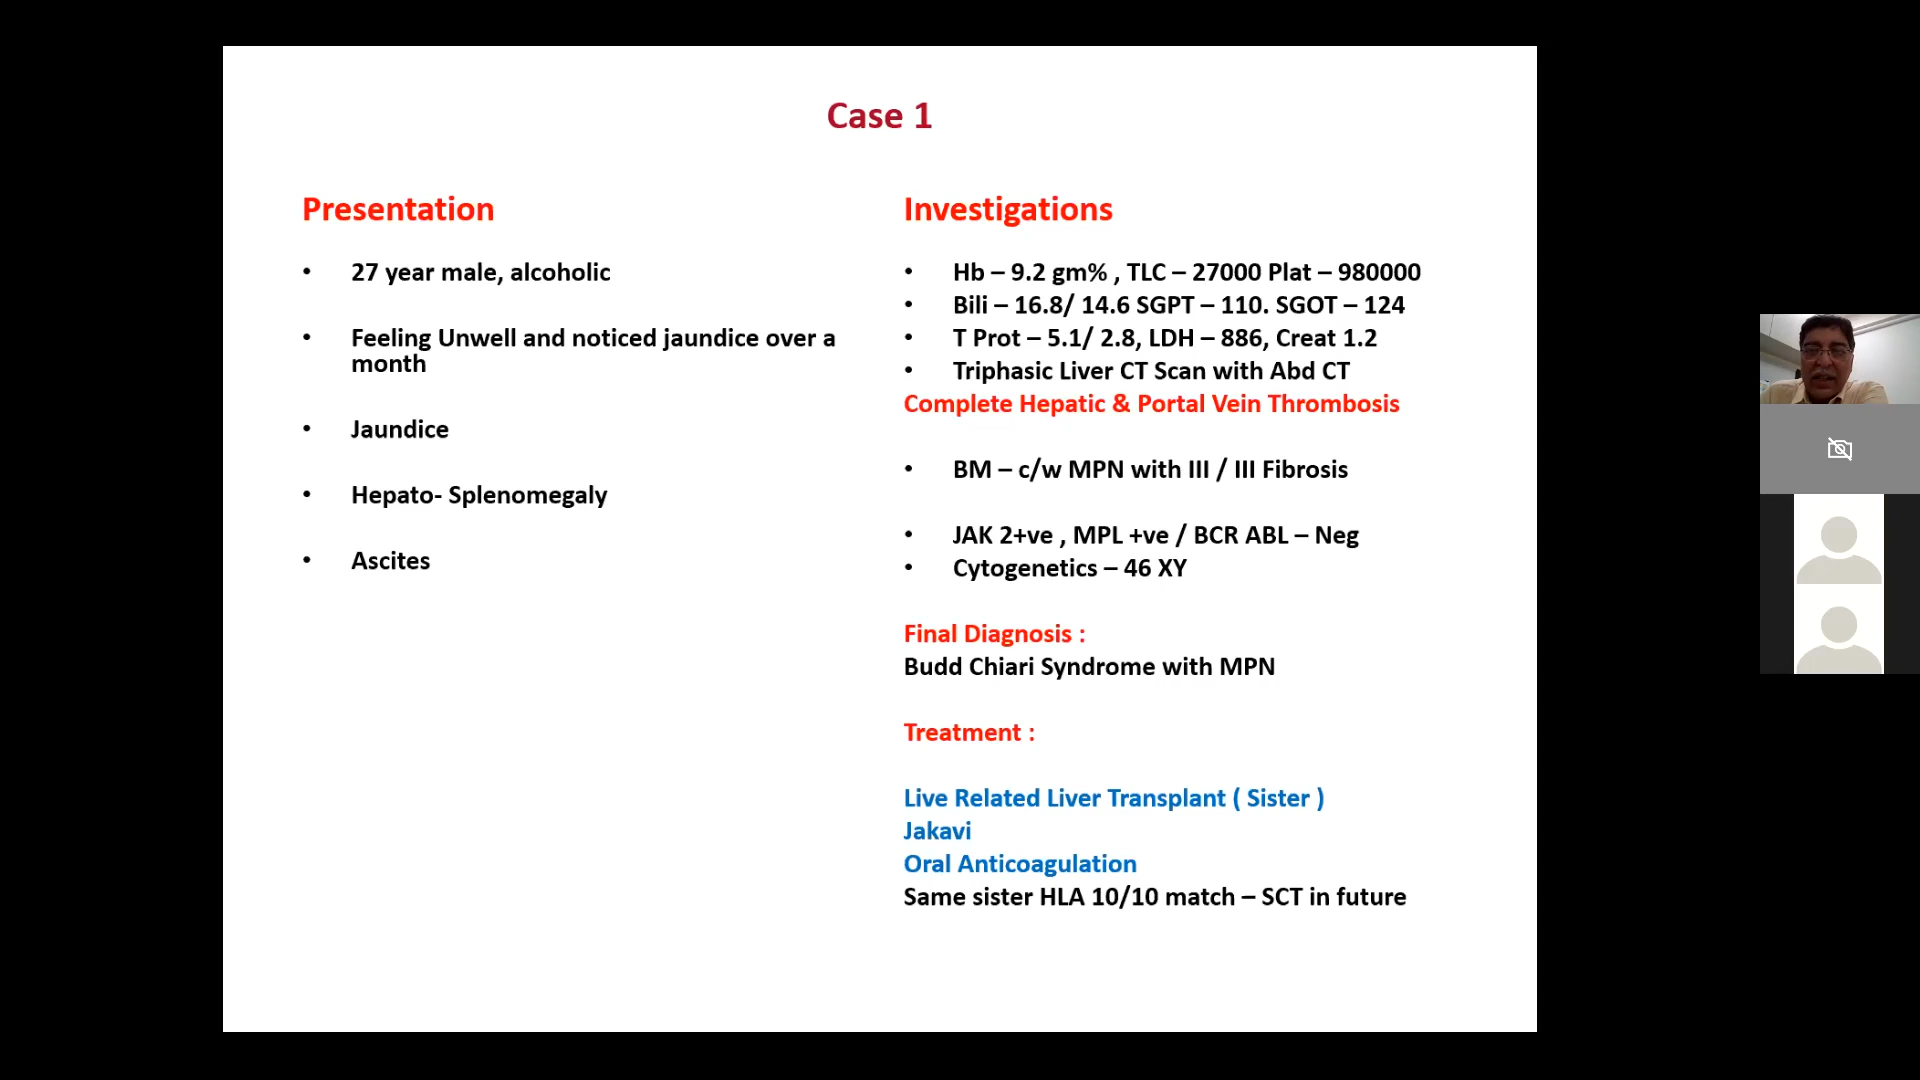 Case 1
Presentation
• 27 year male, alcoholic
• Feeling Unwell and noticed jaundice over a
month
• Jaundice
• Hepato- Splenomegaly
• Ascites
Investigations
• Hb – 9.2 gm% , TLC – 27000 Plat – 980000
• Bili – 16.8/ 14.6 SGPT – 110. SGOT – 124
• T Prot – 5.1/ 2.8, LDH – 886, Creat 1.2
• Triphasic Liver CT Scan with Abd CT
Complete Hepatic & Portal Vein Thrombosis
• BM – c/w MPN with III / III Fibrosis
• JAK 2+ve , MPL +ve / BCR ABL – Neg
• Cytogenetics – 46 XY
Final Diagnosis :
Budd Chiari Syndrome with MPN
Treatment :
Live Related Liver Transplant ( Sister )
Jakavi
Oral Anticoagulation
Same sister HLA 10/10 match – SCT in future